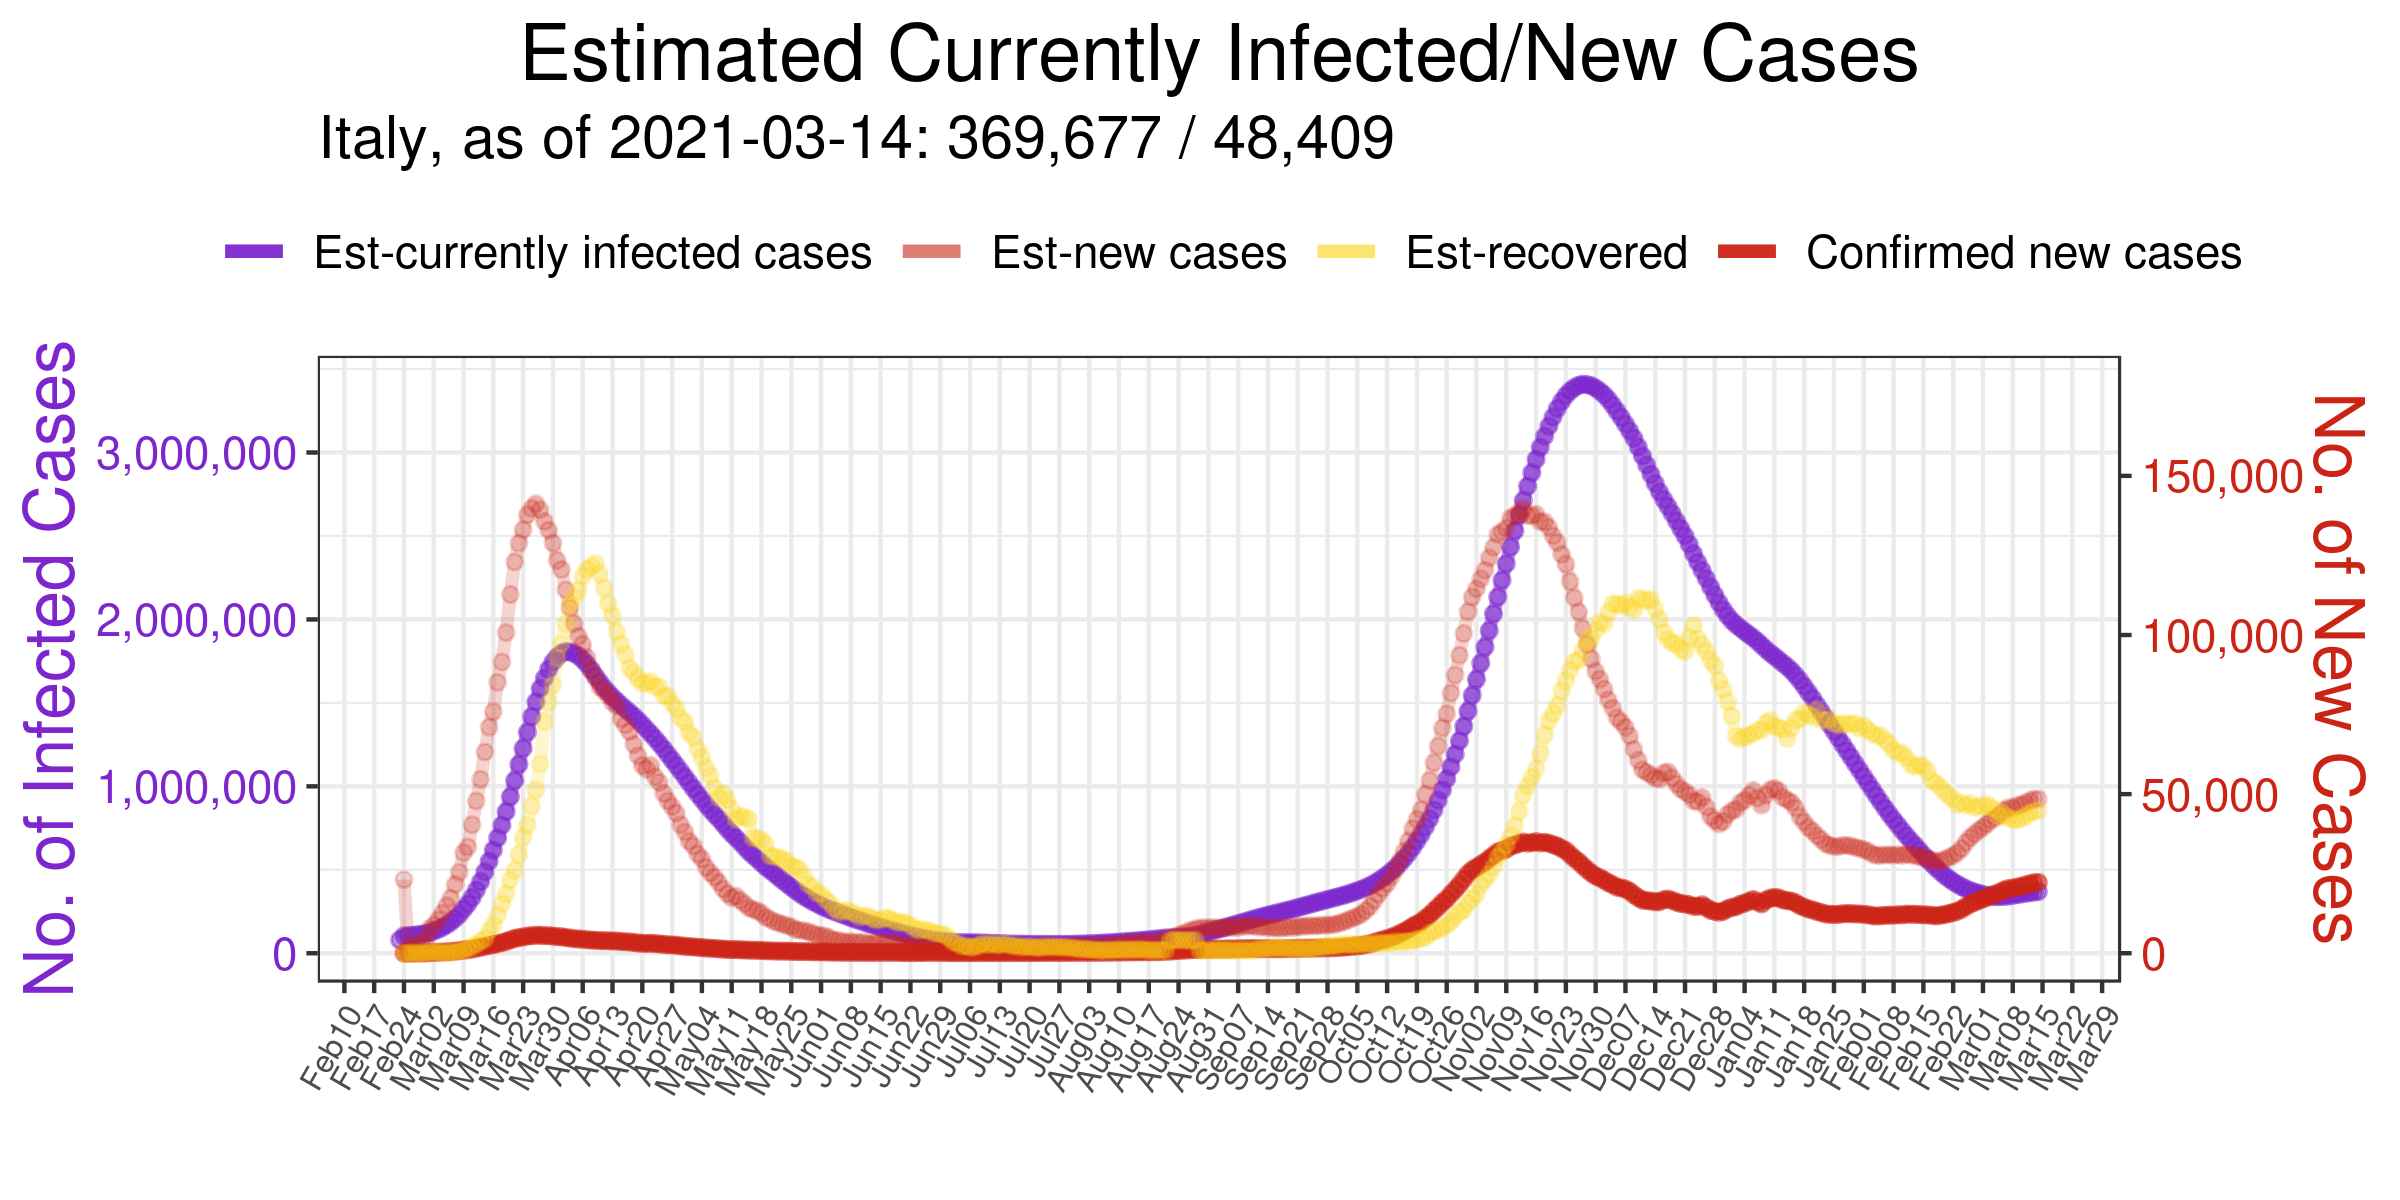 Estimated Currently Infected/New Cases
Italy, as of 2021-03-14: 369,677 / 48,409
Est-currently infected cases Est-new cases Est-recovered Confirmed new cases
No. of Infected Cases
3,000,000
2,000,000
1,000,000
0
150,000
100,000
50,000
0
No. of New Cases
Feb10 Feb17 Feb24 Mar02 Mar09 Mar16 Mar23 Mar30 Apr06 Apr13 Apr20 Apr27 May04 May11 May18 May25 Jun01 Jun08 Jun15 Jun22 Jun29 Jul06 Jul13 Jul20 Jul27 Aug03 Aug10 Aug17 Aug24 Aug31 Sep07 Sep14 Sep21 Sep28 Oct05 Oct12 Oct19 Oct26 Nov02 Nov09 Nov16 Nov23 Nov30 Dec07 Dec14 Dec21 Dec28 Jan04 Jan11 Jan18 Jan25 Feb01 Feb08 Feb15 Feb22 Mar01 Mar08 Mar15 Mar22 Mar29